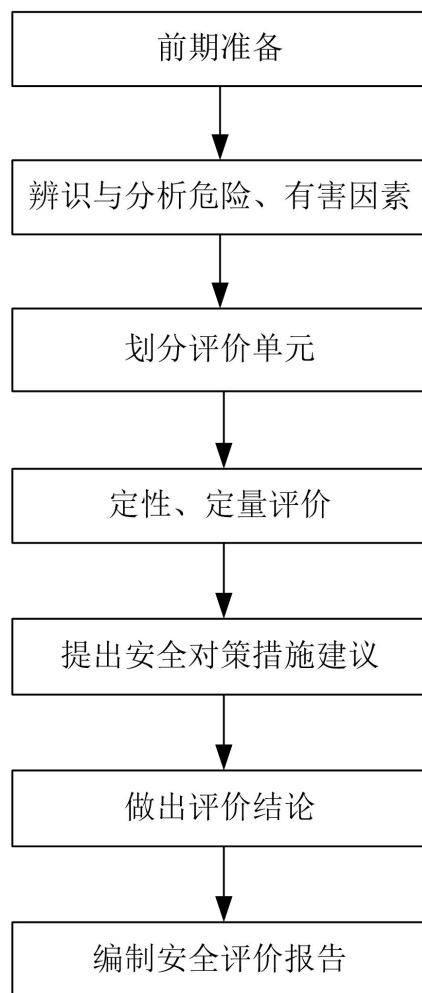 前期准备
辨识与分析危险、有害因素
划分评价单元
定性、定量评价
提出安全对策措施建议
做出评价结论
编制安全评价报告